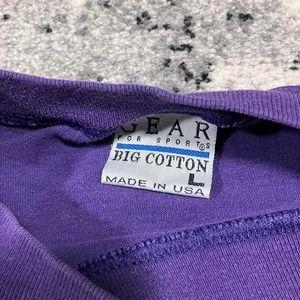 GEAR
FOR SPORTS®
BIG COTTON
L
MADE IN USA